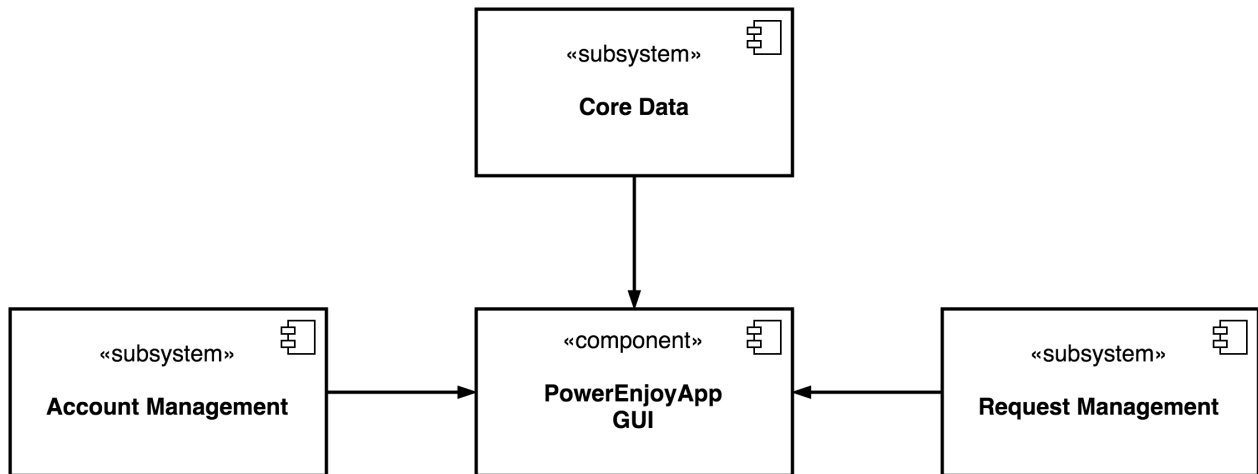 «subsystem»
Core Data
«subsystem»
Account Management
«component»
PowerEnjoyApp
GUI
«subsystem»
Request Management